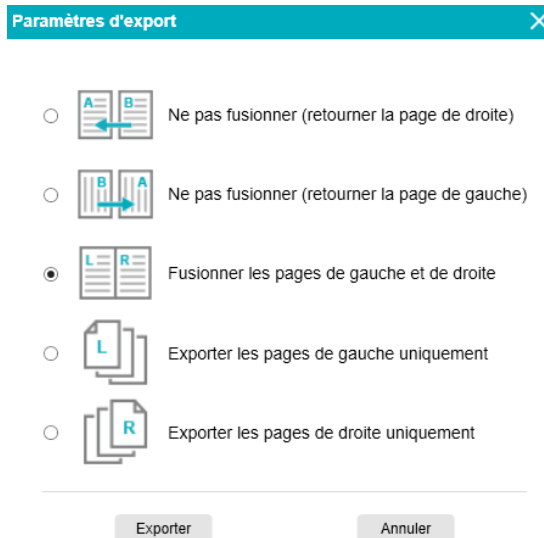 Paramètres d'export
A B
Ne pas fusionner (retourner la page de droite)
B A
Ne pas fusionner (retourner la page de gauche)
L R
Fusionner les pages de gauche et de droite
L
Exporter les pages de gauche uniquement
R
Exporter les pages de droite uniquement
Exporter Annuler